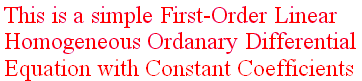 This is a simple First-Order Linear
Homogeneous Ordanary Differential
Equation with Constant Coefficients